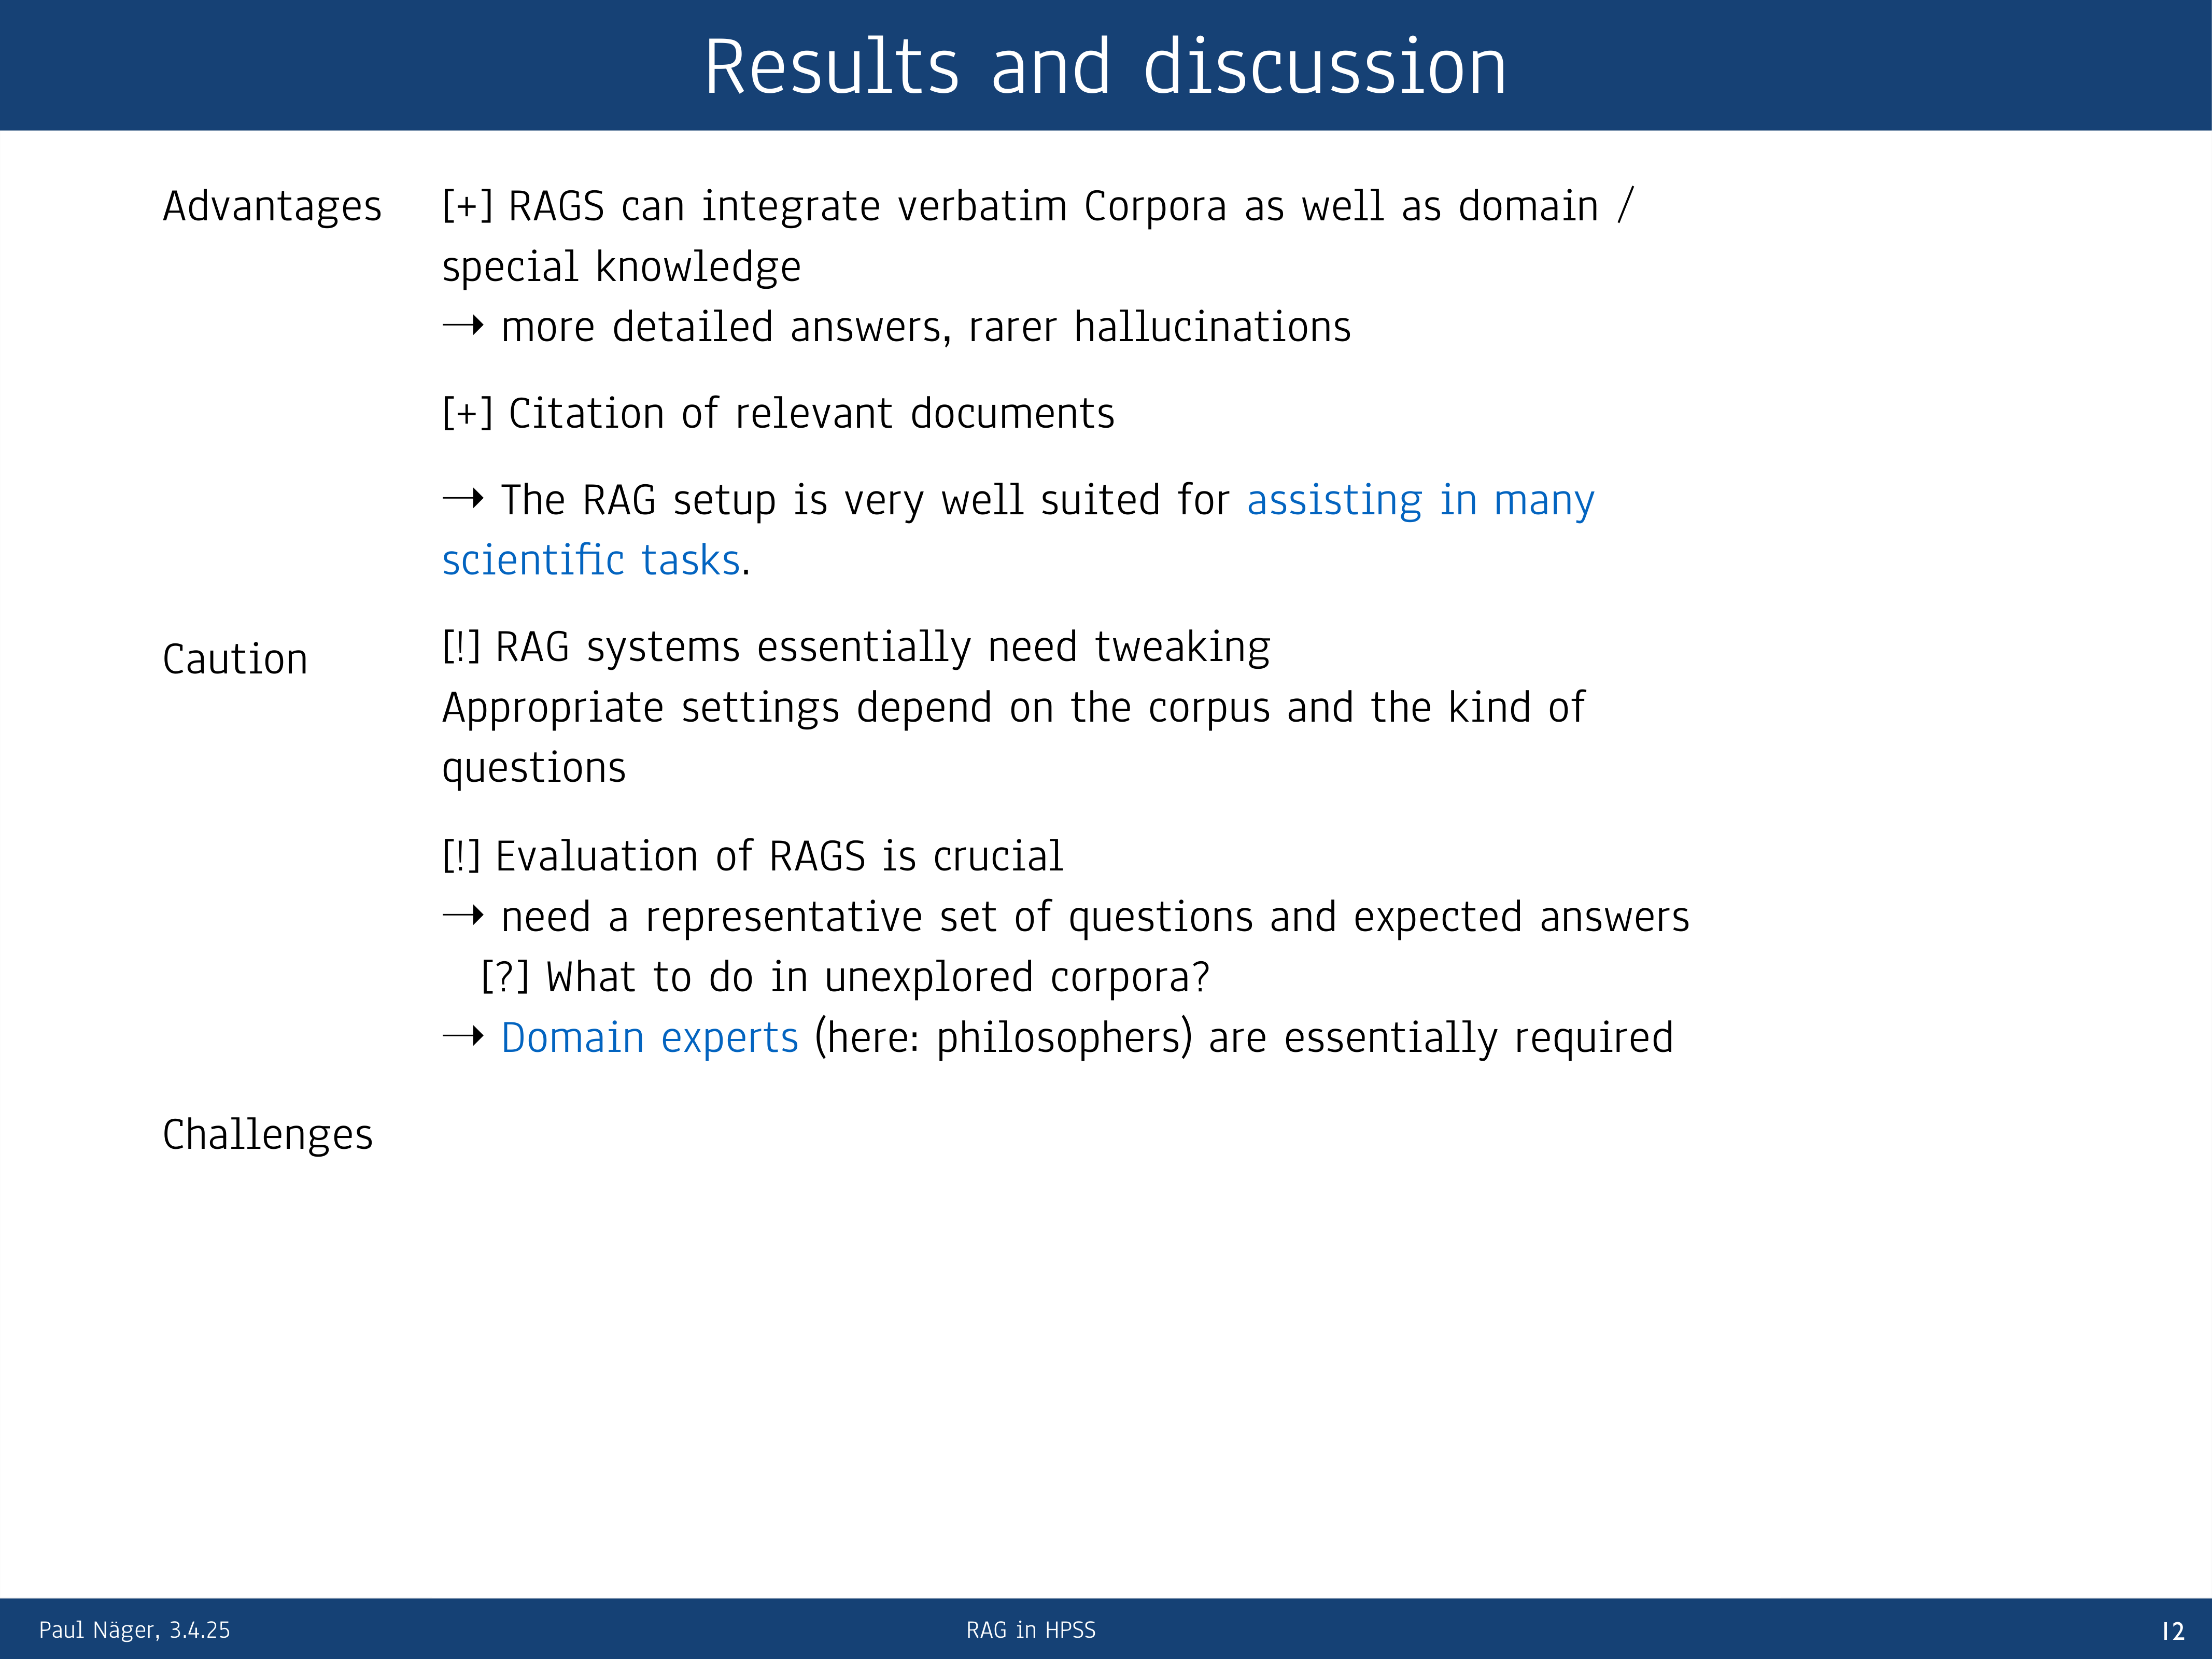 Results and discussion
Advantages
[+] RAGS can integrate verbatim Corpora as well as domain /
special knowledge
→ more detailed answers, rarer hallucinations
[+] Citation of relevant documents
→ The RAG setup is very well suited for assisting in many
scientific tasks.
Caution
[!] RAG systems essentially need tweaking
Appropriate settings depend on the corpus and the kind of
questions
[!] Evaluation of RAGS is crucial
→ need a representative set of questions and expected answers
[?] What to do in unexplored corpora?
→ Domain experts (here: philosophers) are essentially required
Challenges
Paul Näger, 3.4.25
RAG in HPSS
12